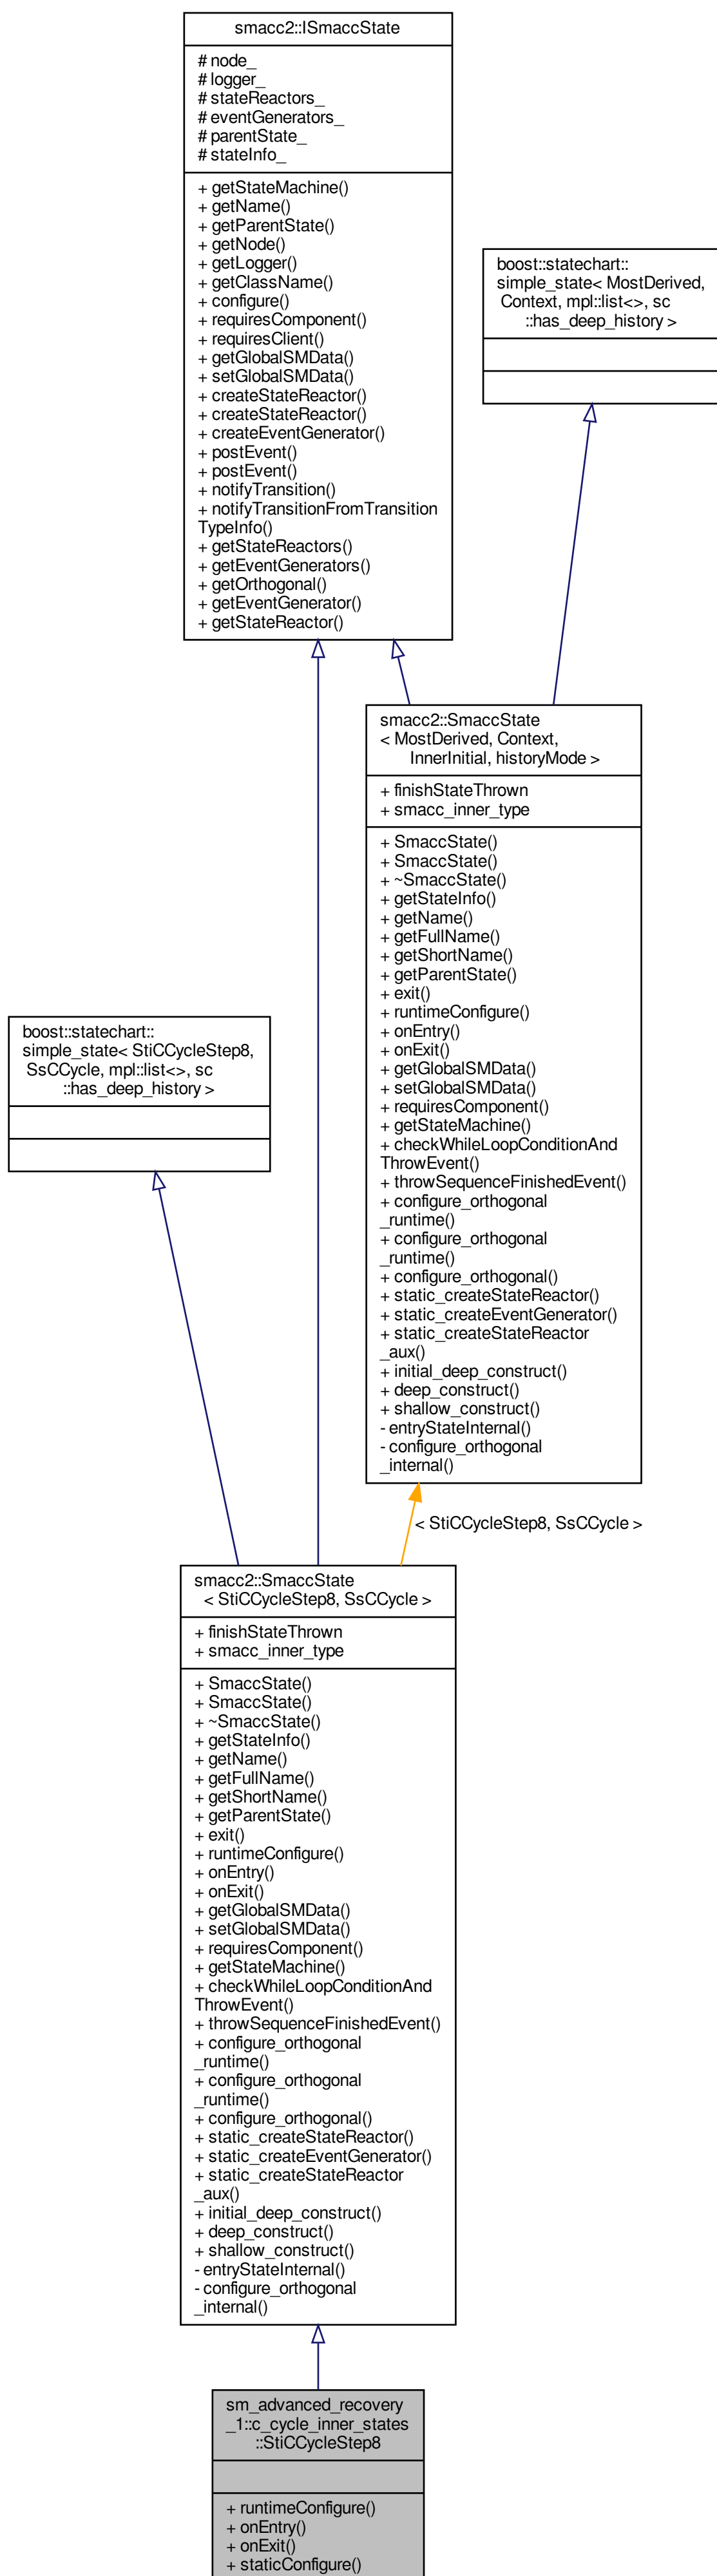 smacc2::ISmaccState
# node_
# logger_
# stateReactors_
# eventGenerators_
# parentState_
# stateInfo_
+ getStateMachine()
+ getName()
+ getParentState()
+ getNode()
+ getLogger()
+ getClassName()
+ configure()
+ requiresComponent()
+ requiresClient()
+ getGlobalSMData()
+ setGlobalSMData()
+ createStateReactor()
+ createStateReactor()
+ createEventGenerator()
+ postEvent()
+ postEvent()
+ notifyTransition()
+ notifyTransitionFromTransition
TypeInfo()
+ getStateReactors()
+ getEventGenerators()
+ getOrthogonal()
+ getEventGenerator()
+ getStateReactor()
boost::statechart::
simple_state< MostDerived,
Context, mpl::list<>, sc
::has_deep_history >
smacc2::SmaccState
< MostDerived, Context,
InnerInitial, historyMode >
+ finishStateThrown
+ smacc_inner_type
+ SmaccState()
+ SmaccState()
+ ~SmaccState()
+ getStateInfo()
+ getName()
+ getFullName()
+ getShortName()
+ getParentState()
+ exit()
+ runtimeConfigure()
+ onEntry()
+ onExit()
+ getGlobalSMData()
+ setGlobalSMData()
+ requiresComponent()
+ getStateMachine()
+ checkWhileLoopConditionAnd
ThrowEvent()
+ throwSequenceFinishedEvent()
+ configure_orthogonal
_runtime()
+ configure_orthogonal
_runtime()
+ configure_orthogonal()
+ static_createStateReactor()
+ static_createEventGenerator()
+ static_createStateReactor
_aux()
+ initial_deep_construct()
+ deep_construct()
+ shallow_construct()
- entryStateInternal()
- configure_orthogonal
_internal()
boost::statechart::
simple_state< StiCCycleStep8,
SsCCycle, mpl::list<>, sc
::has_deep_history >
< StiCCycleStep8, SsCCycle >
smacc2::SmaccState
< StiCCycleStep8, SsCCycle >
+ finishStateThrown
+ smacc_inner_type
+ SmaccState()
+ SmaccState()
+ ~SmaccState()
+ getStateInfo()
+ getName()
+ getFullName()
+ getShortName()
+ getParentState()
+ exit()
+ runtimeConfigure()
+ onEntry()
+ onExit()
+ getGlobalSMData()
+ setGlobalSMData()
+ requiresComponent()
+ getStateMachine()
+ checkWhileLoopConditionAnd
ThrowEvent()
+ throwSequenceFinishedEvent()
+ configure_orthogonal
_runtime()
+ configure_orthogonal
_runtime()
+ configure_orthogonal()
+ static_createStateReactor()
+ static_createEventGenerator()
+ static_createStateReactor
_aux()
+ initial_deep_construct()
+ deep_construct()
+ shallow_construct()
- entryStateInternal()
- configure_orthogonal
_internal()
sm_advanced_recovery
_1::c_cycle_inner_states
::StiCCycleStep8
+ runtimeConfigure()
+ onEntry()
+ onExit()
+ staticConfigure()